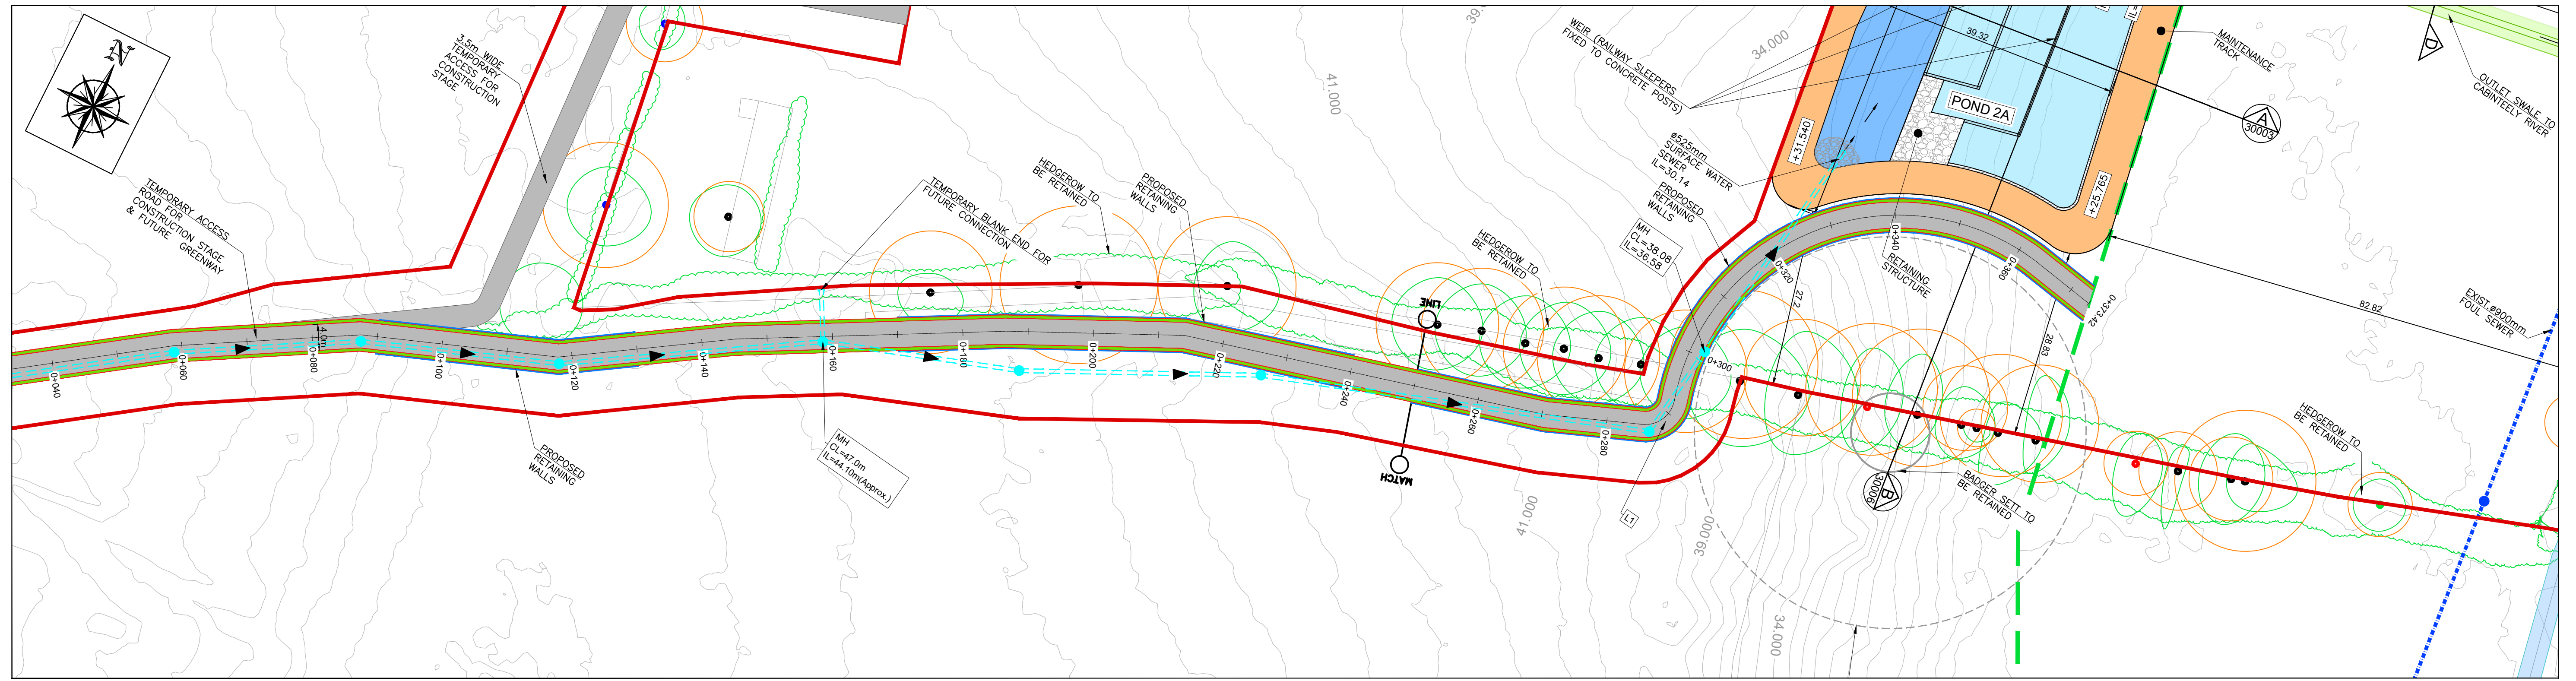 N
3.5m WIDE
TEMPORARY
ACCESS FOR
CONSTRUCTION
STAGE
TEMPORARY ACCESS
ROAD FOR
CONSTRUCTION STAGE
& FUTURE GREENWAY
4.0m
0+040
0+060
0+080
0+100
0+120
0+140
0+160
0+180
0+200
0+220
0+240
0+260
0+280
0+300
0+320
0+340
0+360
0+373.42
PROPOSED
RETAINING
WALLS
MH
CL=47.0m
IL=44.10m(Approx.)
TEMPORARY BLANK END FOR
FUTURE CONNECTION
HEDGEROW TO
BE RETAINED
PROPOSED
RETAINING
WALLS
41.000
39.0
34.000
MATCH
LINE
HEDGEROW TO
BE RETAINED
WEIR (RAILWAY SLEEPERS
FIXED TO CONCRETE POSTS)
ø525mm
SURFACE WATER
SEWER
IL=30.14
PROPOSED
RETAINING
WALLS
MH
CL=38.08
IL=36.58
L1
41.000
39.000
34.000
27.2
28.83
RETAINING
STRUCTURE
+31.540
+25.765
39.32
IL=
POND 2A
MAINTENANCE
TRACK
A
30003
B
30006
BADGER SETT TO
BE RETAINED
HEDGEROW TO
BE RETAINED
82.82
EXIST.ø900mm
FOUL SEWER
D
OUTLET SWALE TO
CABINTEELY RIVER